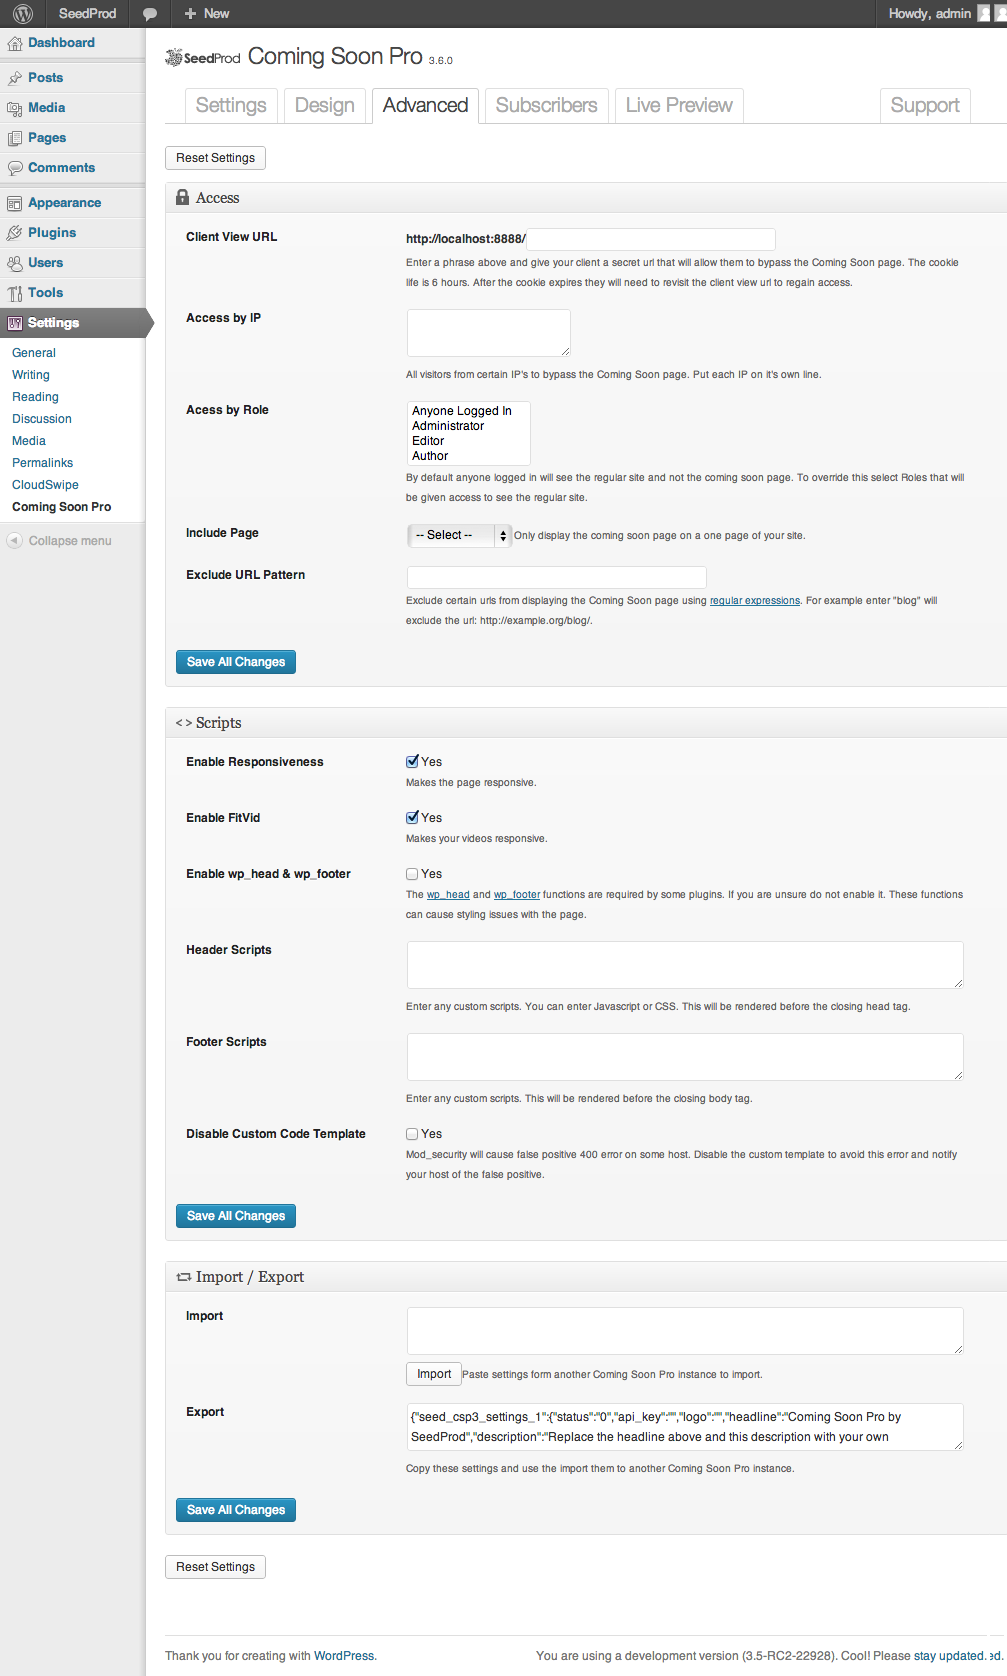 SeedProd
New
Howdy, admin
Dashboard
Posts
Media
Pages
Comments
Appearance
Plugins
Users
Tools
Settings
General
Writing
Reading
Discussion
Media
Permalinks
CloudSwipe
Coming Soon Pro
Collapse menu
SeedProd Coming Soon Pro 3.6.0
Settings
Design
Advanced
Subscribers
Live Preview
Support
Reset Settings
Access
Client View URL
http://localhost:8888/
Enter a phrase above and give your client a secret url that will allow them to bypass the Coming Soon page. The cookie
life is 6 hours. After the cookie expires they will need to revisit the client view url to regain access.
Access by IP
All visitors from certain IP's to bypass the Coming Soon page. Put each IP on it's own line.
Acess by Role
Anyone Logged In
Administrator
Editor
Author
By default anyone logged in will see the regular site and not the coming soon page. To override this select Roles that will
be given access to see the regular site.
Include Page
-- Select -- Only display the coming soon page on a one page of your site.
Exclude URL Pattern
Exclude certain urls from displaying the Coming Soon page using regular expressions. For example enter "blog" will
exclude the url: http://example.org/blog/.
Save All Changes
<> Scripts
Enable Responsiveness
Yes
Makes the page responsive.
Enable FitVid
Yes
Makes your videos responsive.
Enable wp_head & wp_footer
Yes
The wp_head and wp_footer functions are required by some plugins. If you are unsure do not enable it. These functions
can cause styling issues with the page.
Header Scripts
Enter any custom scripts. You can enter Javascript or CSS. This will be rendered before the closing head tag.
Footer Scripts
Enter any custom scripts. This will be rendered before the closing body tag.
Disable Custom Code Template
Yes
Mod_security will cause false positive 400 error on some host. Disable the custom template to avoid this error and notify
your host of the false positive.
Save All Changes
Import / Export
Import
Import Paste settings form another Coming Soon Pro instance to import.
Export
{"seed_csp3_settings_1":{"status":"0","api_key":"","logo":"","headline":"Coming Soon Pro by
SeedProd","description":"Replace the headline above and this description with your own
Copy these settings and use the import them to another Coming Soon Pro instance.
Save All Changes
Reset Settings
Thank you for creating with WordPress.
You are using a development version (3.5-RC2-22928). Cool! Please stay updated.